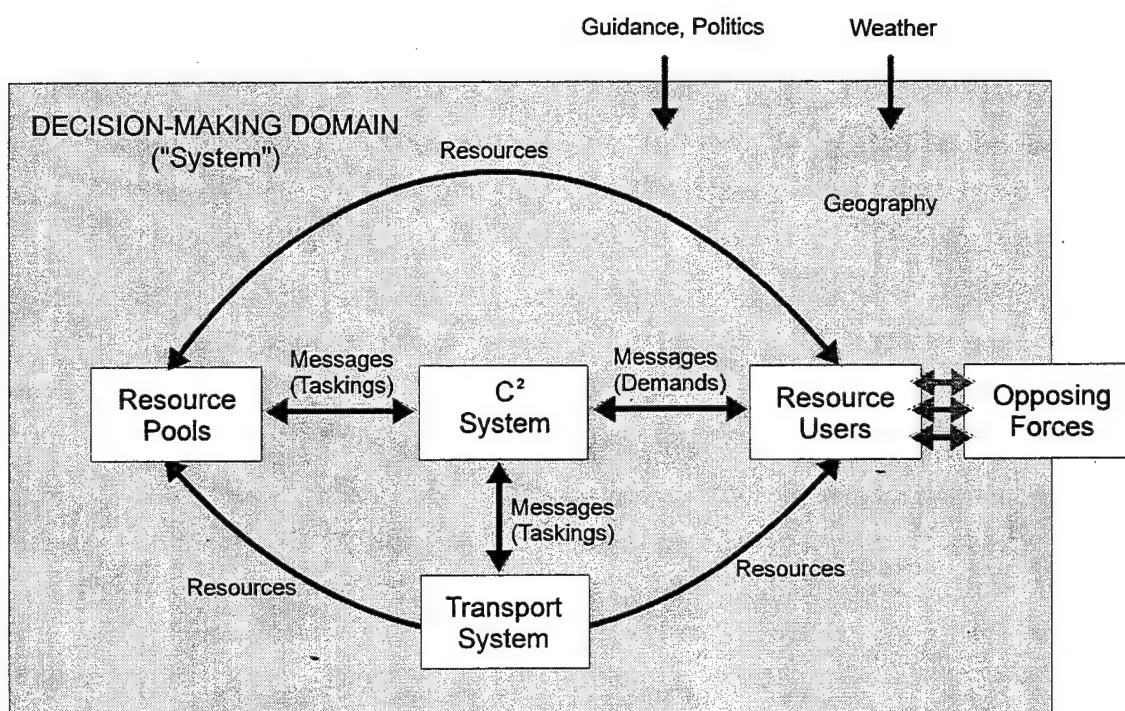 Guidance, Politics
Weather
DECISION-MAKING DOMAIN
("System")
Resources
Geography
Messages
(Taskings)
Messages
(Demands)
Resource
Pools
C²
System
Resource
Users
Opposing
Forces
Messages
(Taskings)
Resources
Resources
Transport
System